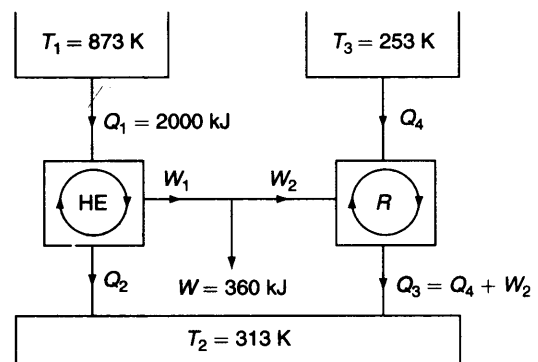 T₁ = 873 K
T₃ = 253 K
Q₁ = 2000 kJ
Q₄
HE
W₁
W₂
R
Q₂
W = 360 kJ
Q₃ = Q₄ + W₂
T₂ = 313 K